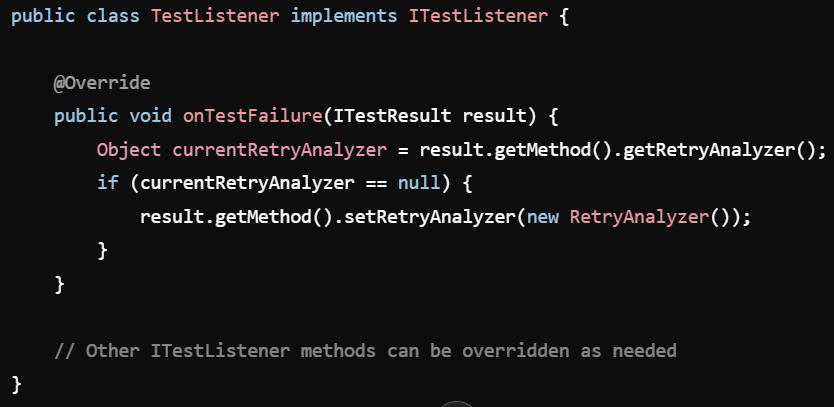 public class TestListener implements ITestListener {
@Override
public void onTestFailure(ITestResult result) {
Object currentRetryAnalyzer = result.getMethod().getRetryAnalyzer();
if (currentRetryAnalyzer == null) {
result.getMethod().setRetryAnalyzer(new RetryAnalyzer());
}
}
// Other ITestListener methods can be overridden as needed
}